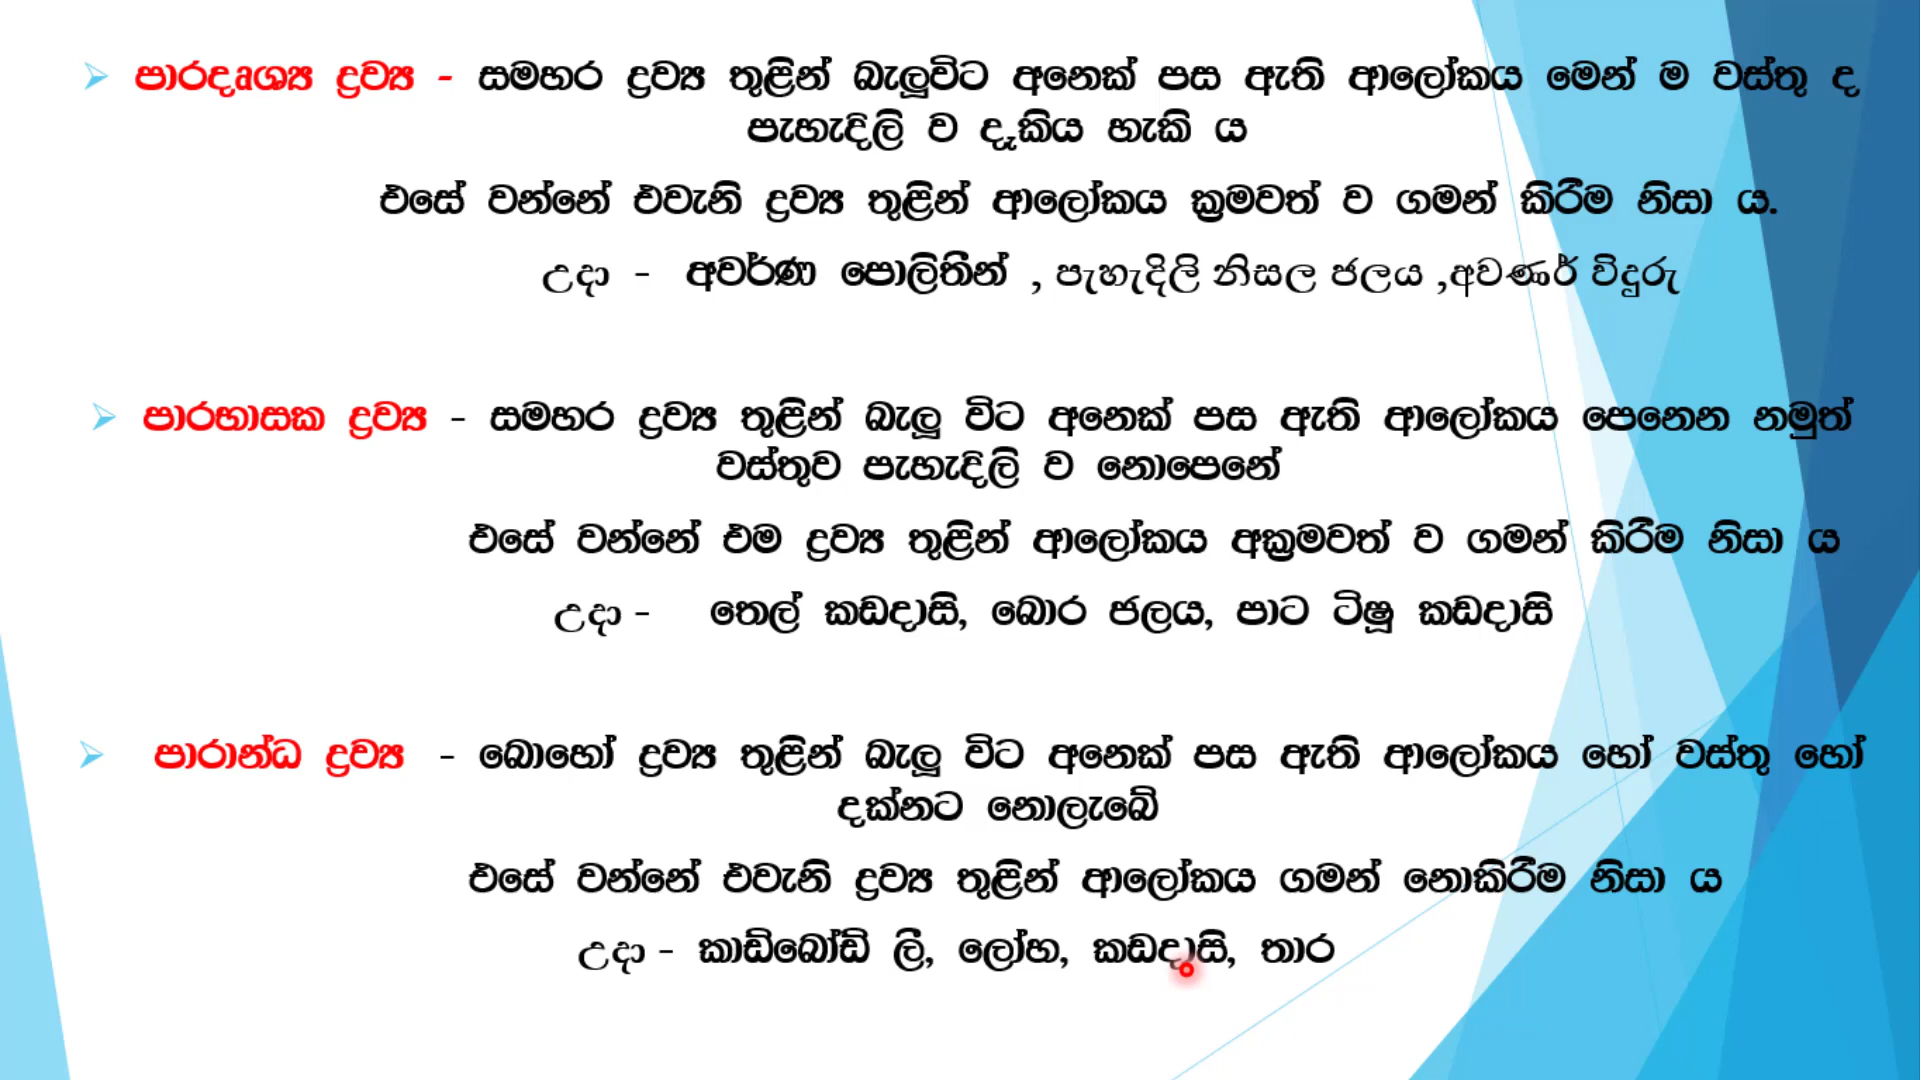 පාරදෘශ්‍ය ද්‍රව්‍ය - සමහර ද්‍රව්‍ය තුළින් බැලූවිට අනෙක් පස ඇති ආලෝකය මෙන් ම වස්තු ද
පැහැදිලි ව දැකිය හැකි ය
එසේ වන්නේ එවැනි ද්‍රව්‍ය තුළින් ආලෝකය ක්‍රමවත් ව ගමන් කිරීම නිසා ය.
උදා - අවර්ණ පොලිතීන් , පැහැදිලි නිසල ජලය ,අවණර් විදුරු
පාරභාසක ද්‍රව්‍ය - සමහර ද්‍රව්‍ය තුළින් බැලූ විට අනෙක් පස ඇති ආලෝකය පෙනෙන නමුත්
වස්තුව පැහැදිලි ව නොපෙනේ
එසේ වන්නේ එම ද්‍රව්‍ය තුළින් ආලෝකය අක්‍රමවත් ව ගමන් කිරීම නිසා ය
උදා - තෙල් කඩදාසි, බොර ජලය, පාට ටිෂූ කඩදාසි
පාරාන්ධ ද්‍රව්‍ය - බොහෝ ද්‍රව්‍ය තුළින් බැලූ විට අනෙක් පස ඇති ආලෝකය හෝ වස්තු හෝ
දක්නට නොලැබේ
එසේ වන්නේ එවැනි ද්‍රව්‍ය තුළින් ආලෝකය ගමන් නොකිරීම නිසා ය
උදා - කාඩ්බෝඩ් ලී, ලෝහ, කඩදාසි, තාර